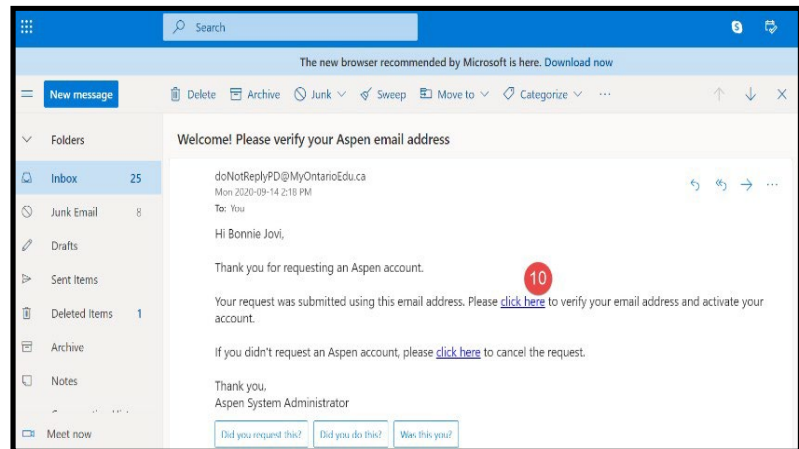 Search
The new browser recommended by Microsoft is here. Download now
New message
Delete Archive Junk Sweep Move to Categorize ...
Folders
Welcome! Please verify your Aspen email address
Inbox 25
Junk Email 8
Drafts
Sent Items
Deleted Items 1
Archive
Notes
Meet now
doNotReplyPD@MyOntarioEdu.ca
Mon 2020-09-14 2:18 PM
To: You
Hi Bonnie Jovi,
Thank you for requesting an Aspen account.
10
Your request was submitted using this email address. Please click here to verify your email address and activate your
account.
If you didn't request an Aspen account, please click here to cancel the request.
Thank you,
Aspen System Administrator
Did you request this? Did you do this? Was this you?